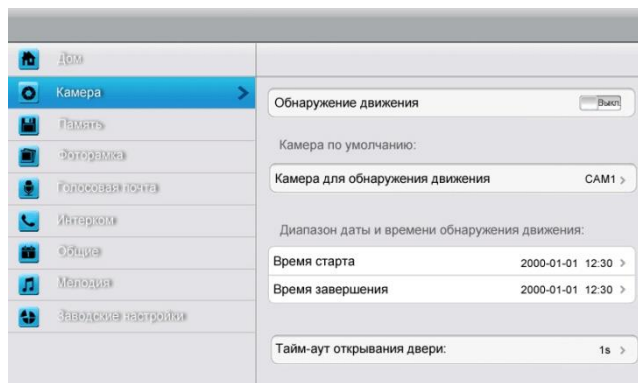 Дом
Камера
Память
Фоторамка
Голосовая почта
Интерком
Общие
Мелодия
Заводские настройки
Обнаружение движения
Выкл
Камера по умолчанию:
Камера для обнаружения движения CAM1 >
Диапазон даты и времени обнаружения движения:
Время старта 2000-01-01 12:30 >
Время завершения 2000-01-01 12:30 >
Тайм-аут открывания двери: 1s >